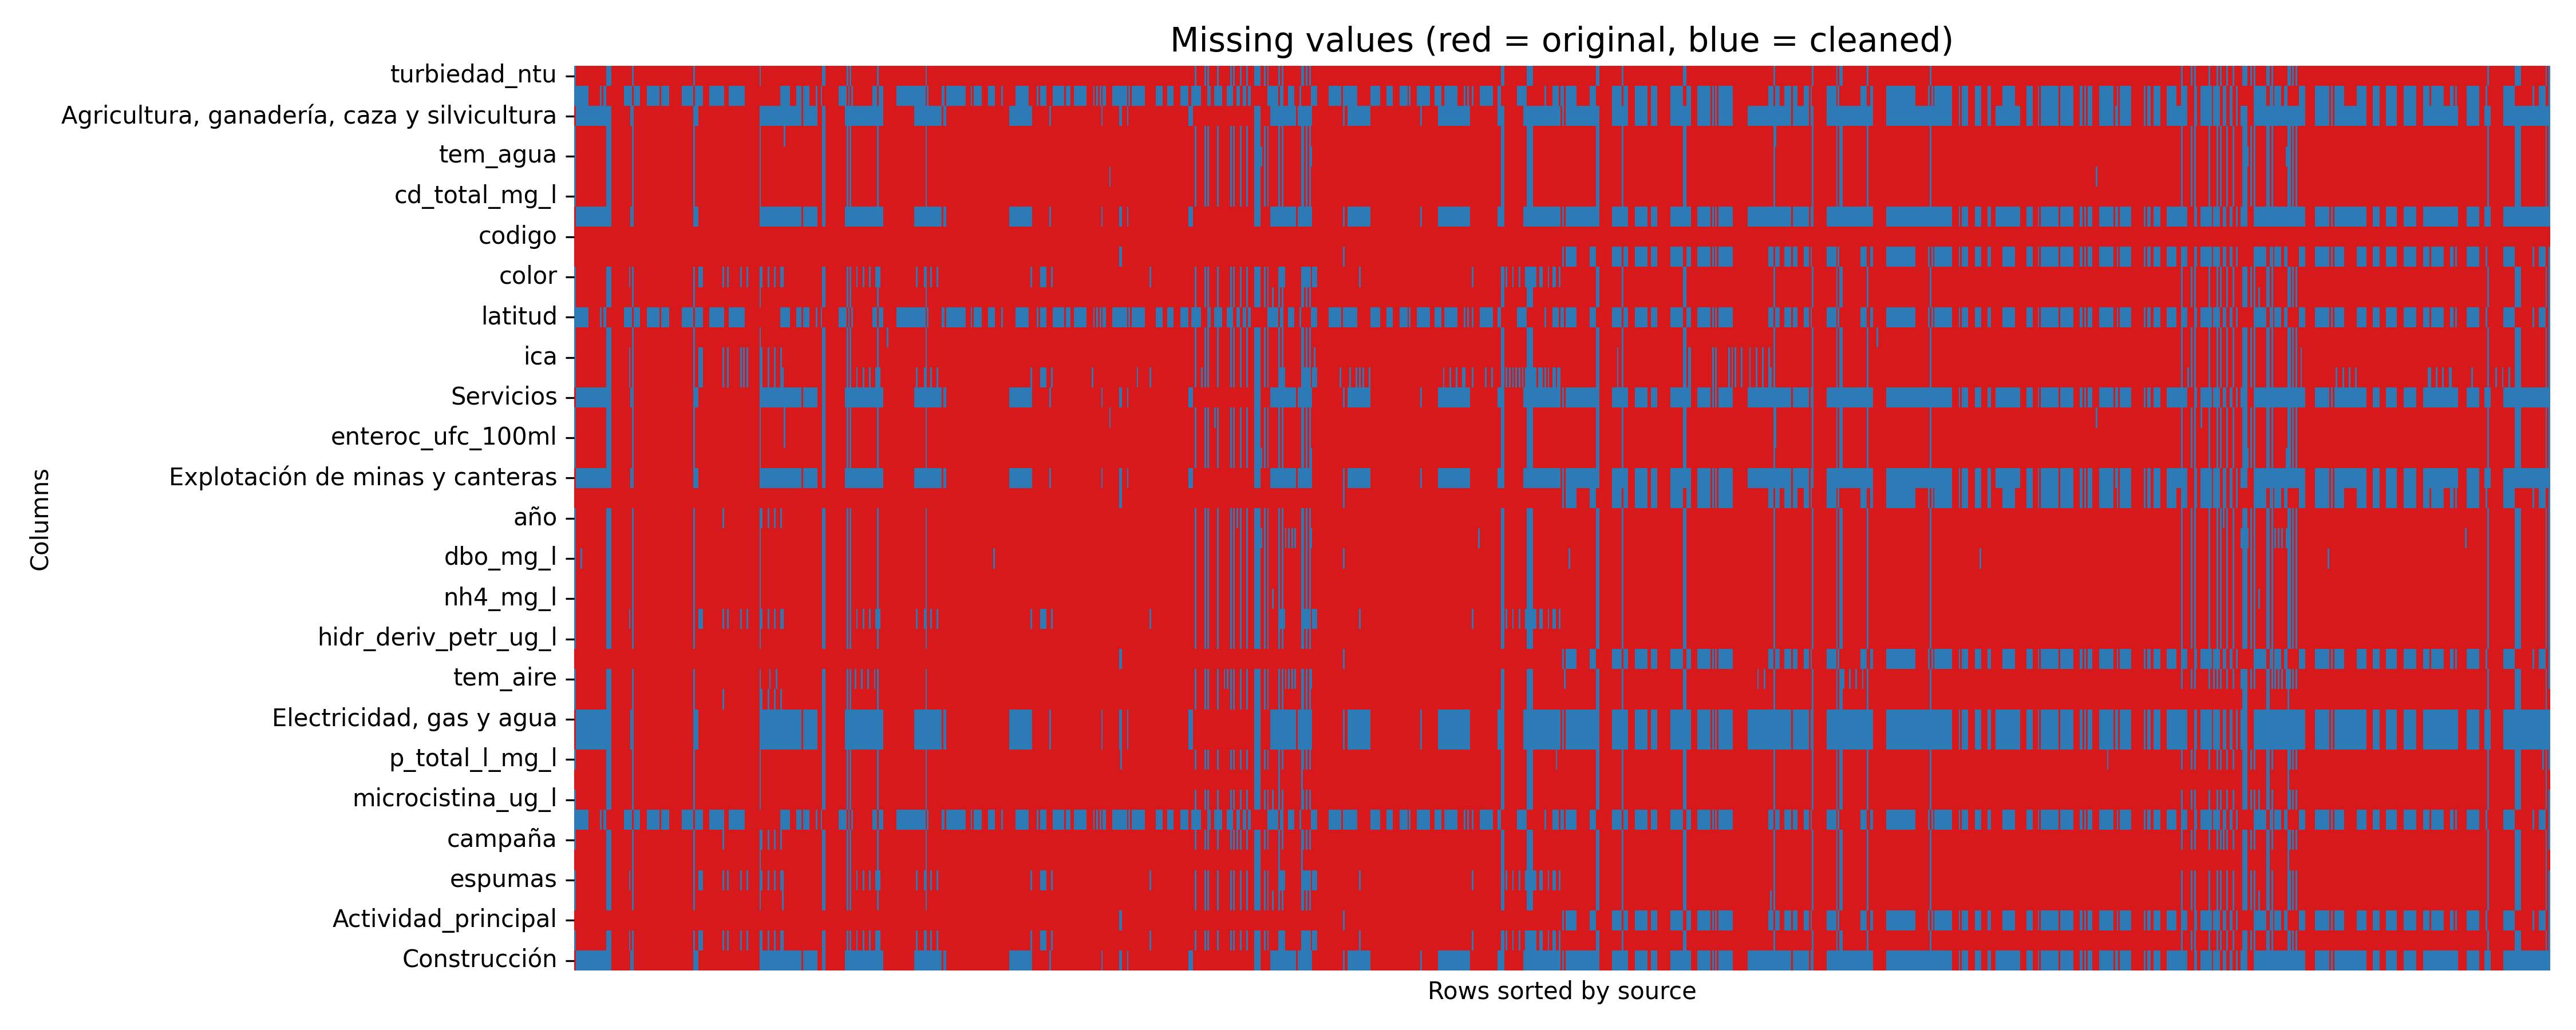 Missing values (red = original, blue = cleaned)
turbiedad_ntu
Agricultura, ganadería, caza y silvicultura
tem_agua
cd_total_mg_l
codigo
color
latitud
ica
Servicios
enteroc_ufc_100ml
Explotación de minas y canteras
año
dbo_mg_l
nh4_mg_l
hidr_deriv_petr_ug_l
tem_aire
Electricidad, gas y agua
p_total_l_mg_l
microcistina_ug_l
campaña
espumas
Actividad_principal
Construcción
Columns
Rows sorted by source